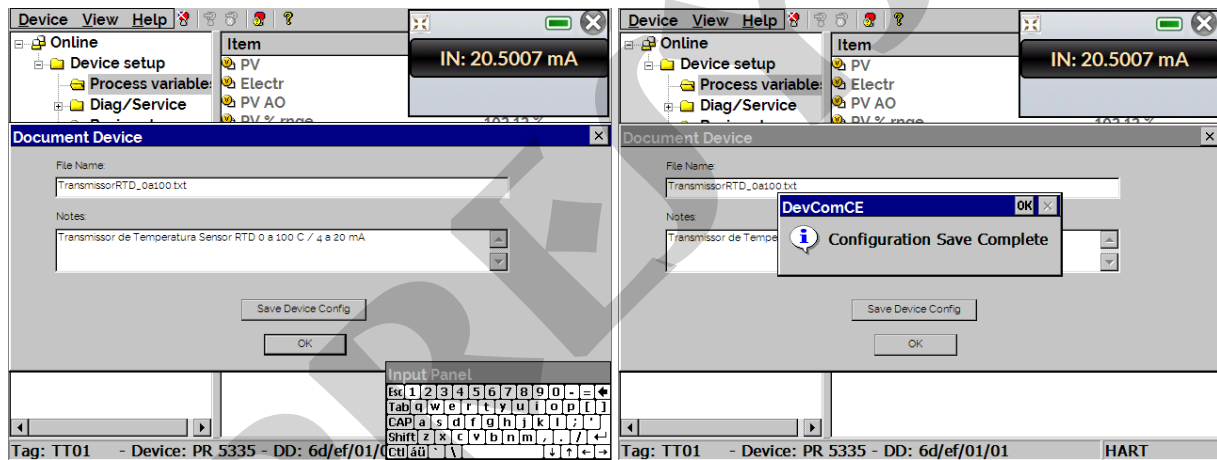 Device View Help
IN: 20.5007 mA
Online
Device setup
Process variable
Diag/Service
Item
PV
Electr
PV AO
PV % rnge
Document Device
File Name:
TransmissorRTD_0a100.txt
Notes:
Transmissor de Temperatura Sensor RTD 0 a 100 C / 4 a 20 mA
Save Device Config
OK
Input Panel
Esc 1 2 3 4 5 6 7 8 9 0 - =
Tab q w e r t y u i o p [ ]
CAP a s d f g h j k l ; '
Shift z x c v b n m , . /
Ctl áü ` \
Tag: TT01 - Device: PR 5335 - DD: 6d/ef/01/0
Device View Help
IN: 20.5007 mA
Online
Device setup
Process variable
Diag/Service
Item
PV
Electr
PV AO
PV % rnge
Document Device
File Name:
TransmissorRTD_0a100.txt
Notes:
Transmissor de Tempe
DevComCE OK
Configuration Save Complete
Save Device Config
OK
Tag: TT01 - Device: PR 5335 - DD: 6d/ef/01/01 HART